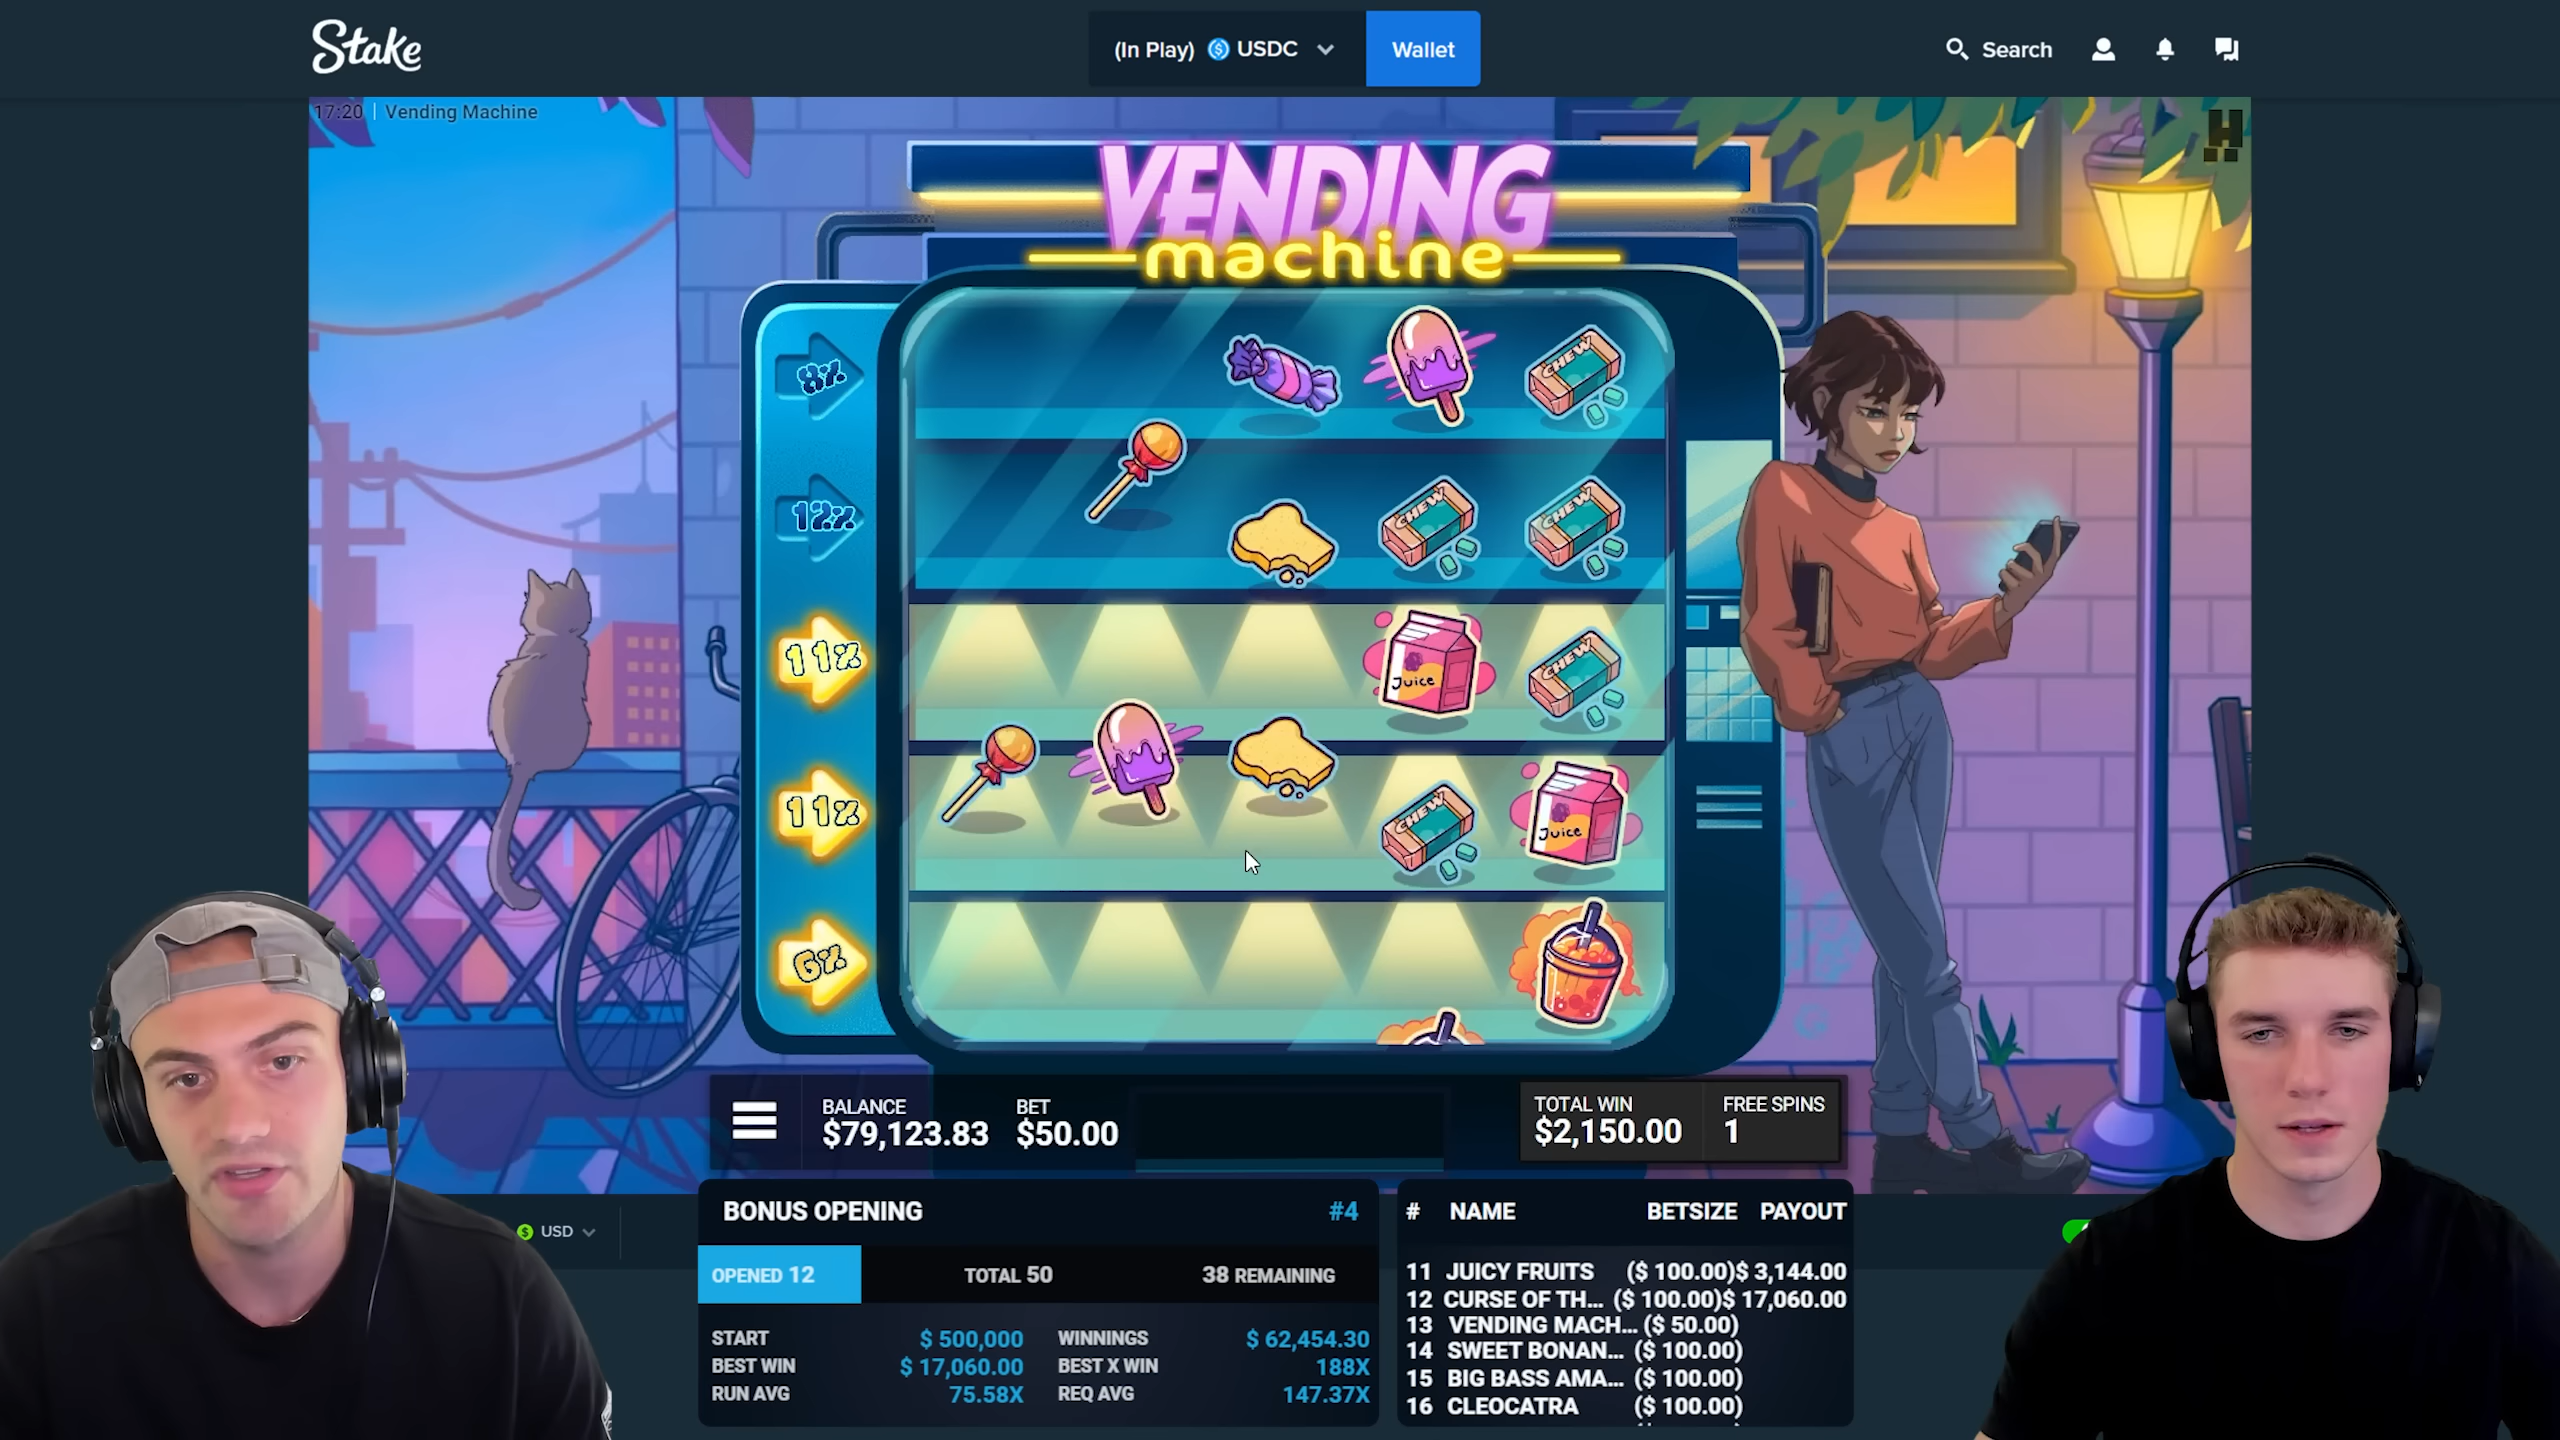 Stake
(In Play) USDC
Wallet
Search
17:20 | Vending Machine
VENDING
machine
8x
12x
11x
11x
6x
CHEW
CHEW
CHEW
Juice
CHEW
CHEW
Juice
BALANCE
$79,123.83
BET
$50.00
TOTAL WIN
$2,150.00
FREE SPINS
1
USD
BONUS OPENING #4
OPENED 12 TOTAL 50 38 REMAINING
START $ 500,000 WINNINGS $ 62,454.30
BEST WIN $ 17,060.00 BEST X WIN 188X
RUN AVG 75.58X REQ AVG 147.37X
# NAME BETSIZE PAYOUT
11 JUICY FRUITS ($ 100.00)$ 3,144.00
12 CURSE OF TH... ($ 100.00)$ 17,060.00
13 VENDING MACH... ($ 50.00)
14 SWEET BONAN... ($ 100.00)
15 BIG BASS AMA... ($ 100.00)
16 CLEOCATRA ($ 100.00)